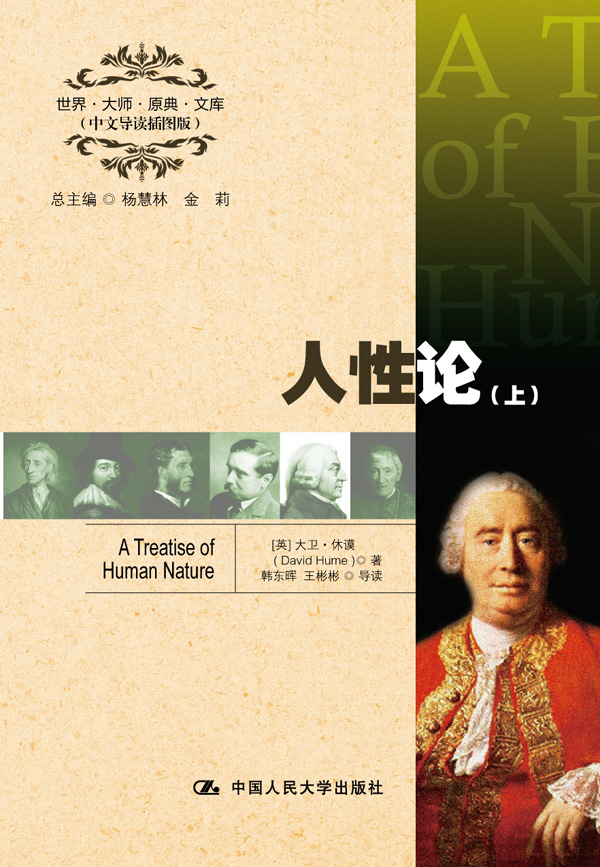 世界·大师·原典·文库
（中文导读插图版）
总主编 ◎ 杨慧林 金 莉
A T
of H
N
Hum
人性论（上）
A Treatise of
Human Nature
[英] 大卫·休谟
( David Hume )◎ 著
韩东晖 王彬彬 ◎ 导读
中国人民大学出版社